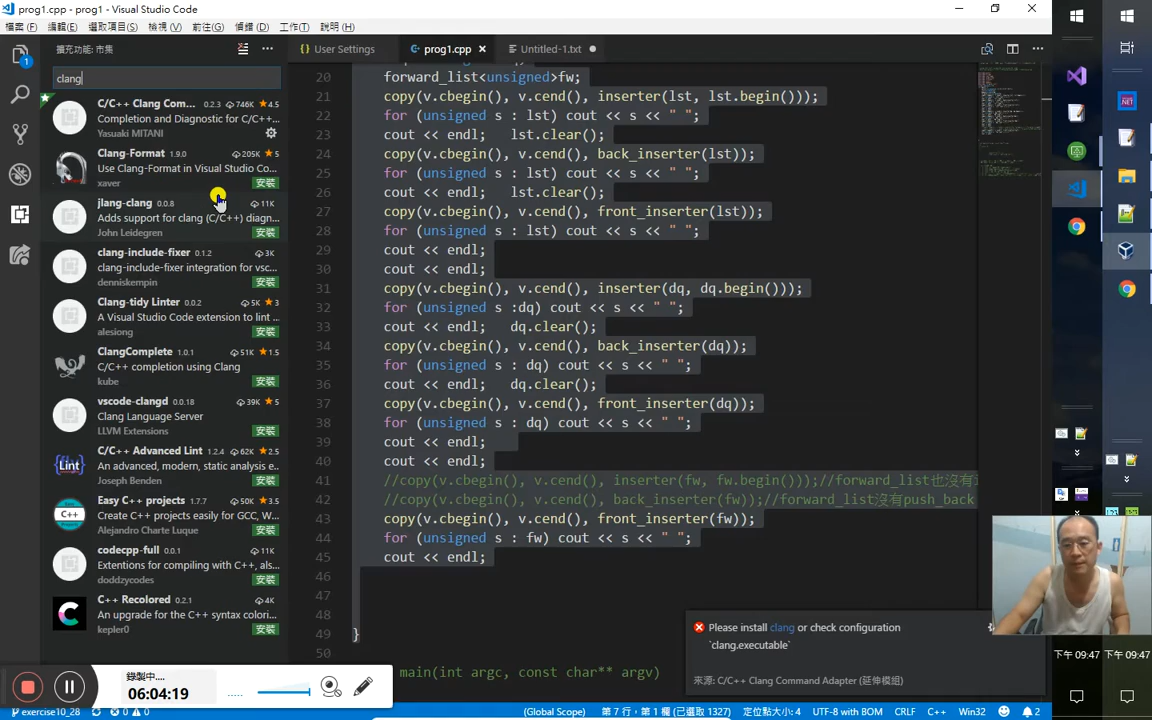 prog1.cpp - prog1 - Visual Studio Code
檔案(F) 編輯(E) 選取項目(S) 檢視(V) 前往(G) 偵錯(D) 工作(T) 說明(H)
擴充功能: 市集
User Settings
prog1.cpp
Untitled-1.txt
clang
C/C++ Clang Com... 0.2.3 746K 4.5
Completion and Diagnostic for C/C++...
Yasuaki MITANI
Clang-Format 1.9.0 205K 5
Use Clang-Format in Visual Studio Co...
xaver 安裝
jlang-clang 0.0.8 11K
Adds support for clang (C/C++) diagn...
John Leidegren 安裝
clang-include-fixer 0.1.2 3K
clang-include-fixer integration for vsc...
denniskempin 安裝
Clang-tidy Linter 0.0.2 5K 3
A Visual Studio Code extension to lint ...
alesiong 安裝
ClangComplete 1.0.1 51K 1.5
C/C++ completion using Clang
kube 安裝
vscode-clangd 0.0.18 39K 5
Clang Language Server
LLVM Extensions 安裝
C/C++ Advanced Lint 1.2.4 62K 2.5
An advanced, modern, static analysis e...
Joseph Benden 安裝
Easy C++ projects 1.7.7 50K 3.5
Create C++ projects easily for GCC, W...
Alejandro Charte Luque 安裝
codecpp-full 0.0.1 11K
Extentions for compiling with C++, als...
doddzycodes 安裝
C++ Recolored 0.2.1 4K
An upgrade for the C++ syntax colori...
kepler0 安裝
20 forward_list<unsigned>fw;
21 copy(v.cbegin(), v.cend(), inserter(lst, lst.begin()));
22 for (unsigned s : lst) cout << s << " ";
23 cout << endl; lst.clear();
24 copy(v.cbegin(), v.cend(), back_inserter(lst));
25 for (unsigned s : lst) cout << s << " ";
26 cout << endl; lst.clear();
27 copy(v.cbegin(), v.cend(), front_inserter(lst));
28 for (unsigned s : lst) cout << s << " ";
29 cout << endl;
30 cout << endl;
31 copy(v.cbegin(), v.cend(), inserter(dq, dq.begin()));
32 for (unsigned s :dq) cout << s << " ";
33 cout << endl; dq.clear();
34 copy(v.cbegin(), v.cend(), back_inserter(dq));
35 for (unsigned s : dq) cout << s << " ";
36 cout << endl; dq.clear();
37 copy(v.cbegin(), v.cend(), front_inserter(dq));
38 for (unsigned s : dq) cout << s << " ";
39 cout << endl;
40 cout << endl;
41 //copy(v.cbegin(), v.cend(), inserter(fw, fw.begin()));//forward_list也沒有
42 //copy(v.cbegin(), v.cend(), back_inserter(fw));//forward_list沒有push_back
43 copy(v.cbegin(), v.cend(), front_inserter(fw));
44 for (unsigned s : fw) cout << s << " ";
45 cout << endl;
46
47
48
49 }
50
main(int argc, const char** argv)
Please install clang or check configuration
`clang.executable`
來源: C/C++ Clang Command Adapter (延伸模組)
錄製中...
06:04:19
下午 09:47 下午 09:47
exercise10_28 0 0 (Global Scope) 第 7 行，第 1 欄 (已選取 1327) 定位點大小: 4 UTF-8 with BOM CRLF C++ Win32 2